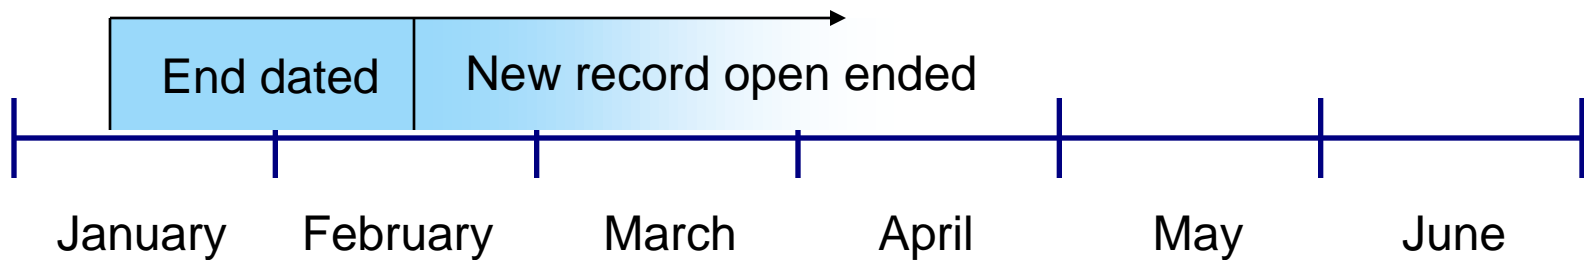 End dated
New record open ended
January
February
March
April
May
June